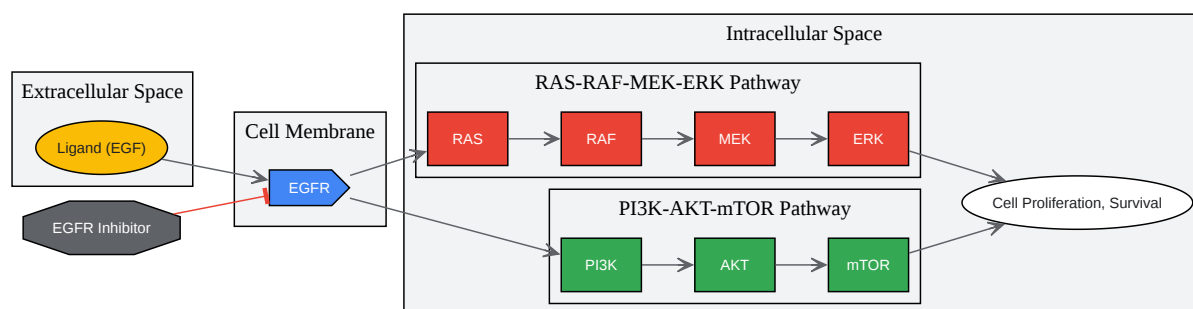 Intracellular Space
RAS-RAF-MEK-ERK Pathway
Extracellular Space
Ligand (EGF)
Cell Membrane
EGFR
EGFR Inhibitor
RAS
RAF
MEK
ERK
PI3K-AKT-mTOR Pathway
PI3K
AKT
mTOR
Cell Proliferation, Survival